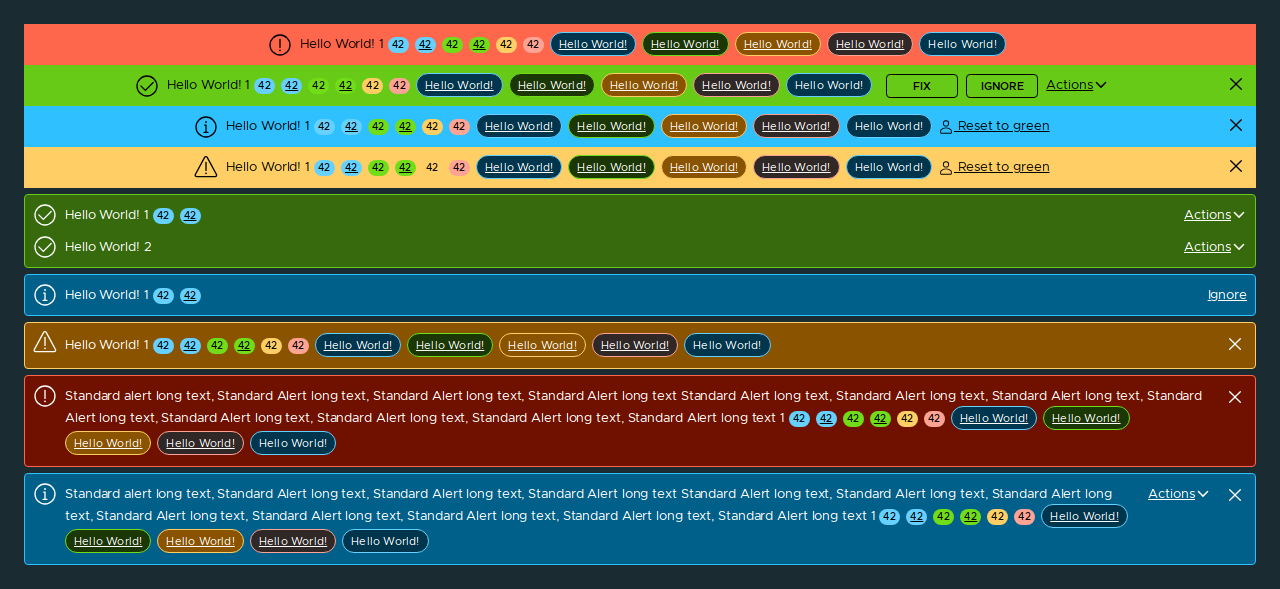 Hello World! 1 42 42 42 42 42 42 Hello World! Hello World! Hello World! Hello World! Hello World!
Hello World! 1 42 42 42 42 42 42 Hello World! Hello World! Hello World! Hello World! Hello World! FIX IGNORE Actions
Hello World! 1 42 42 42 42 42 42 Hello World! Hello World! Hello World! Hello World! Hello World! Reset to green
Hello World! 1 42 42 42 42 42 42 Hello World! Hello World! Hello World! Hello World! Hello World! Reset to green
Hello World! 1 42 42 Actions
Hello World! 2 Actions
Hello World! 1 42 42 Ignore
Hello World! 1 42 42 42 42 42 42 Hello World! Hello World! Hello World! Hello World! Hello World!
Standard alert long text, Standard Alert long text, Standard Alert long text, Standard Alert long text Standard Alert long text, Standard Alert long text, Standard Alert long text, Standard
Alert long text, Standard Alert long text, Standard Alert long text, Standard Alert long text, Standard Alert long text 1 42 42 42 42 42 42 Hello World! Hello World!
Hello World! Hello World! Hello World!
Standard alert long text, Standard Alert long text, Standard Alert long text, Standard Alert long text Standard Alert long text, Standard Alert long text, Standard Alert long Actions
text, Standard Alert long text, Standard Alert long text, Standard Alert long text, Standard Alert long text, Standard Alert long text 1 42 42 42 42 42 42 Hello World!
Hello World! Hello World! Hello World! Hello World!